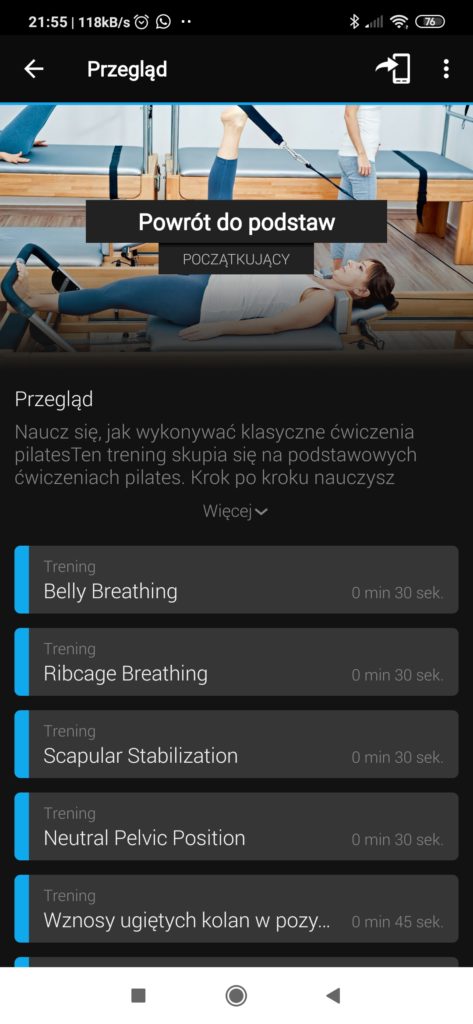 21:55 | 118kB/s
76
Przegląd
Powrót do podstaw
POCZĄTKUJĄCY
Przegląd
Naucz się, jak wykonywać klasyczne ćwiczenia
pilatesTen trening skupia się na podstawowych
ćwiczeniach pilates. Krok po kroku nauczysz
Więcej
Trening
Belly Breathing
0 min 30 sek.
Trening
Ribcage Breathing
0 min 30 sek.
Trening
Scapular Stabilization
0 min 30 sek.
Trening
Neutral Pelvic Position
0 min 30 sek.
Trening
Wznosy ugiętych kolan w pozy...
0 min 45 sek.